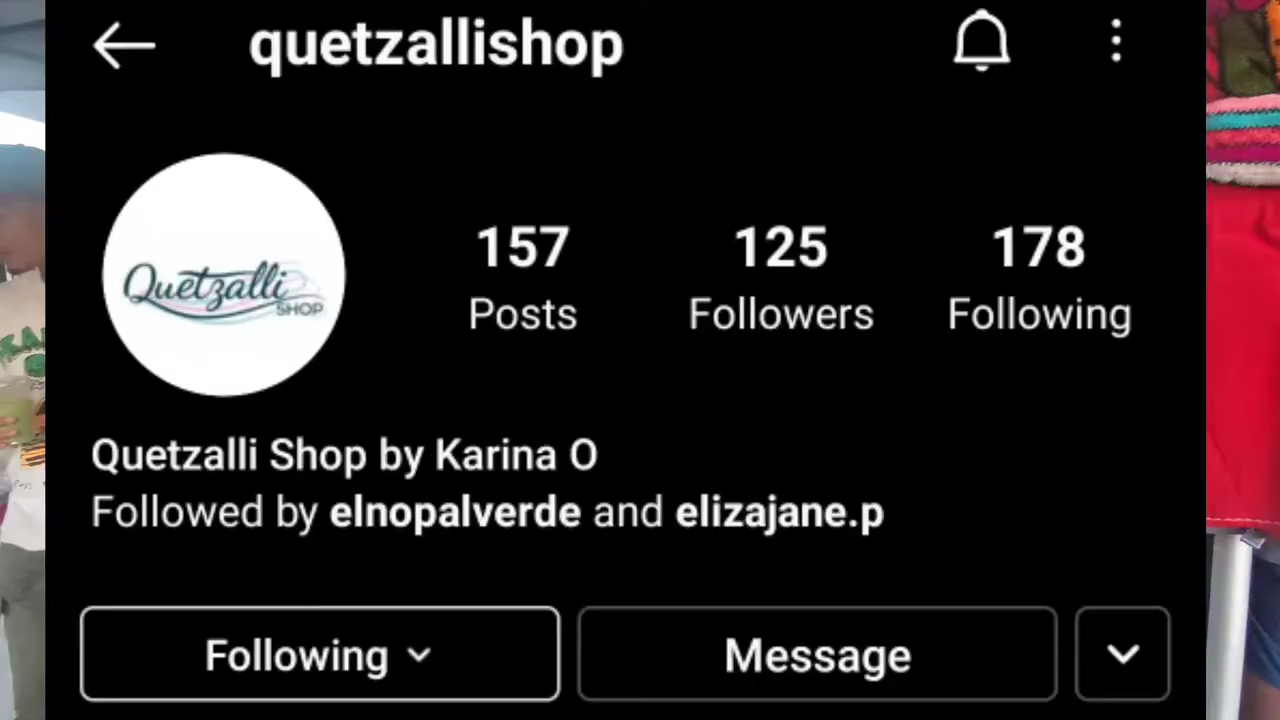 quetzallishop
Quetzalli
SHOP
157
125
178
Posts
Followers
Following
Quetzalli Shop by Karina O
Followed by elnopalverde and elizajane.p
Following
Message